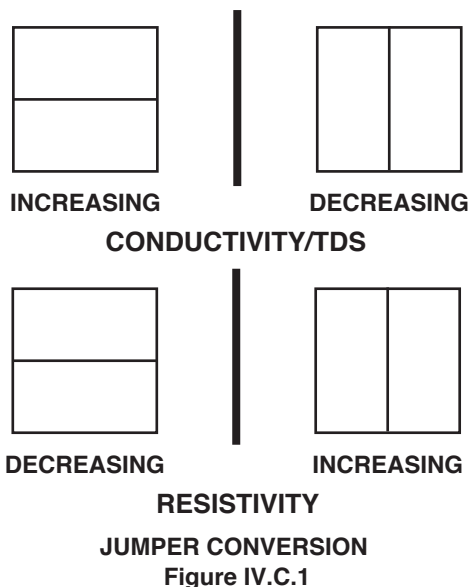 INCREASING DECREASING
CONDUCTIVITY/TDS
DECREASING INCREASING
RESISTIVITY
JUMPER CONVERSION
Figure IV.C.1